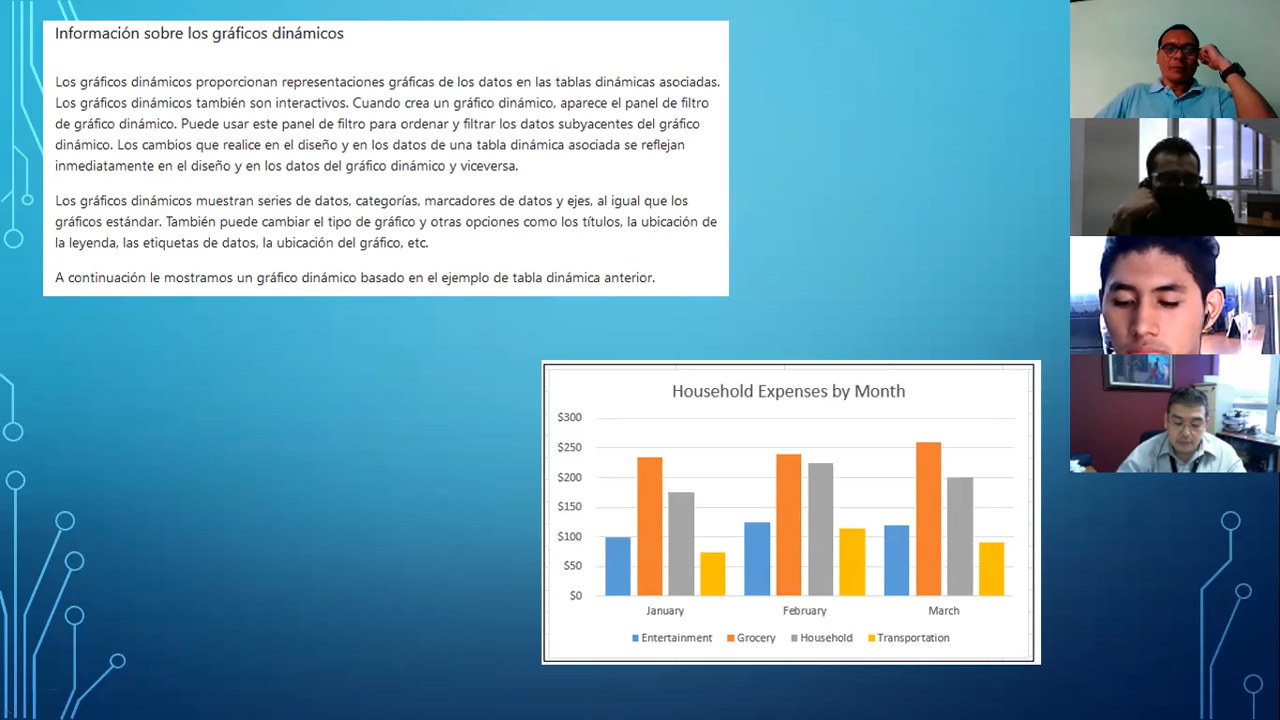 Información sobre los gráficos dinámicos
Los gráficos dinámicos proporcionan representaciones gráficas de los datos en las tablas dinámicas asociadas.
Los gráficos dinámicos también son interactivos. Cuando crea un gráfico dinámico, aparece el panel de filtro
de gráfico dinámico. Puede usar este panel de filtro para ordenar y filtrar los datos subyacentes del gráfico
dinámico. Los cambios que realice en el diseño y en los datos de una tabla dinámica asociada se reflejan
inmediatamente en el diseño y en los datos del gráfico dinámico y viceversa.
Los gráficos dinámicos muestran series de datos, categorías, marcadores de datos y ejes, al igual que los
gráficos estándar. También puede cambiar el tipo de gráfico y otras opciones como los títulos, la ubicación de
la leyenda, las etiquetas de datos, la ubicación del gráfico, etc.
A continuación le mostramos un gráfico dinámico basado en el ejemplo de tabla dinámica anterior.
Household Expenses by Month
$300
$250
$200
$150
$100
$50
$0
January February March
Entertainment Grocery Household Transportation